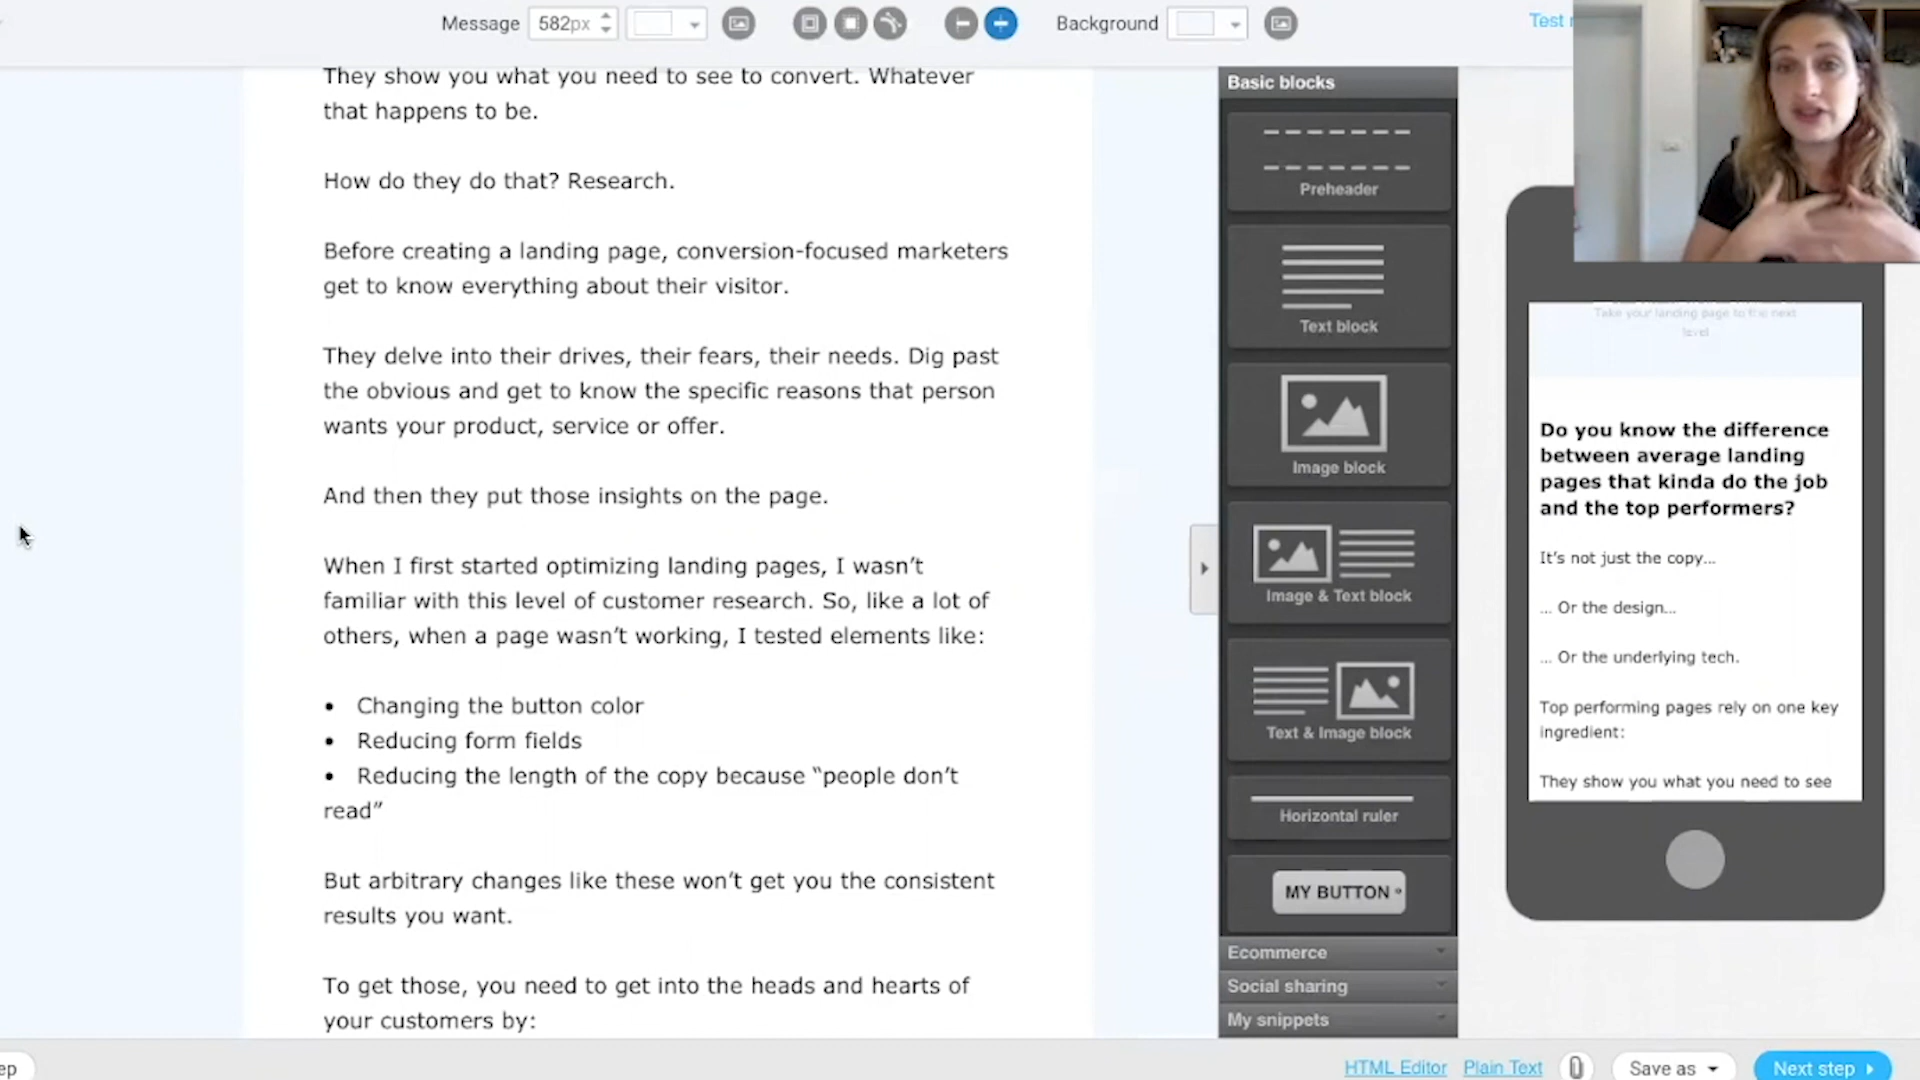 Message 582px Background Test
They show you what you need to see to convert. Whatever
that happens to be.
How do they do that? Research.
Before creating a landing page, conversion-focused marketers
get to know everything about their visitor.
They delve into their drives, their fears, their needs. Dig past
the obvious and get to know the specific reasons that person
wants your product, service or offer.
And then they put those insights on the page.
When I first started optimizing landing pages, I wasn’t
familiar with this level of customer research. So, like a lot of
others, when a page wasn’t working, I tested elements like:
• Changing the button color
• Reducing form fields
• Reducing the length of the copy because “people don’t
read”
But arbitrary changes like these won’t get you the consistent
results you want.
To get those, you need to get into the heads and hearts of
your customers by:
Basic blocks
Preheader
Text block
Image block
Image & Text block
Text & Image block
Horizontal ruler
MY BUTTON
Ecommerce
Social sharing
My snippets
Take your landing page to the next
level
Do you know the difference
between average landing
pages that kinda do the job
and the top performers?
It’s not just the copy...
... Or the design...
... Or the underlying tech.
Top performing pages rely on one key
ingredient:
They show you what you need to see
ep
HTML Editor Plain Text Save as Next step